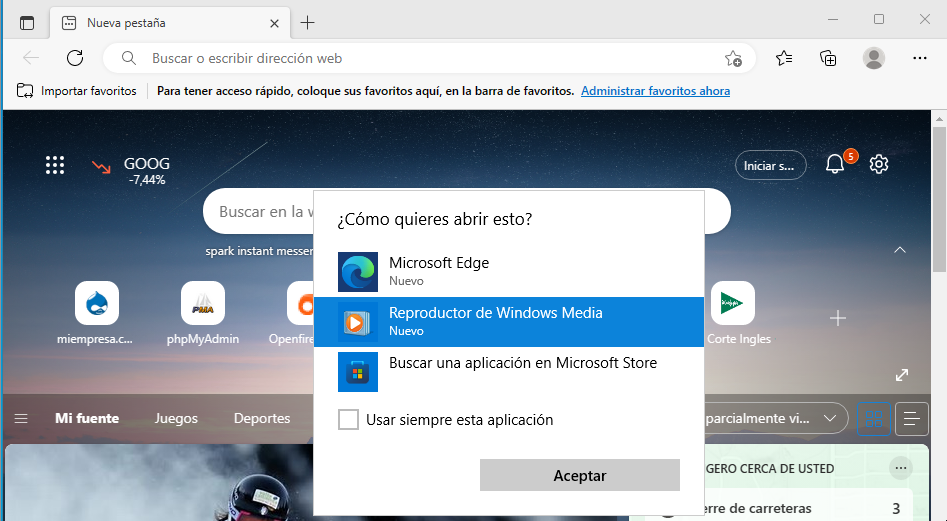 Nueva pestaña
Buscar o escribir dirección web
Importar favoritos
Para tener acceso rápido, coloque sus favoritos aquí, en la barra de favoritos. Administrar favoritos ahora
GOOG
-7,44%
Iniciar s...
5
Buscar en la w
spark instant messen
¿Cómo quieres abrir esto?
Microsoft Edge
Nuevo
Reproductor de Windows Media
Nuevo
Buscar una aplicación en Microsoft Store
Usar siempre esta aplicación
Aceptar
miempresa.c...
PMA
phpMyAdmin
Openfire
Corte Ingles
Mi fuente
Juegos
Deportes
parcialmente vi...
GERO CERCA DE USTED
erre de carreteras
3